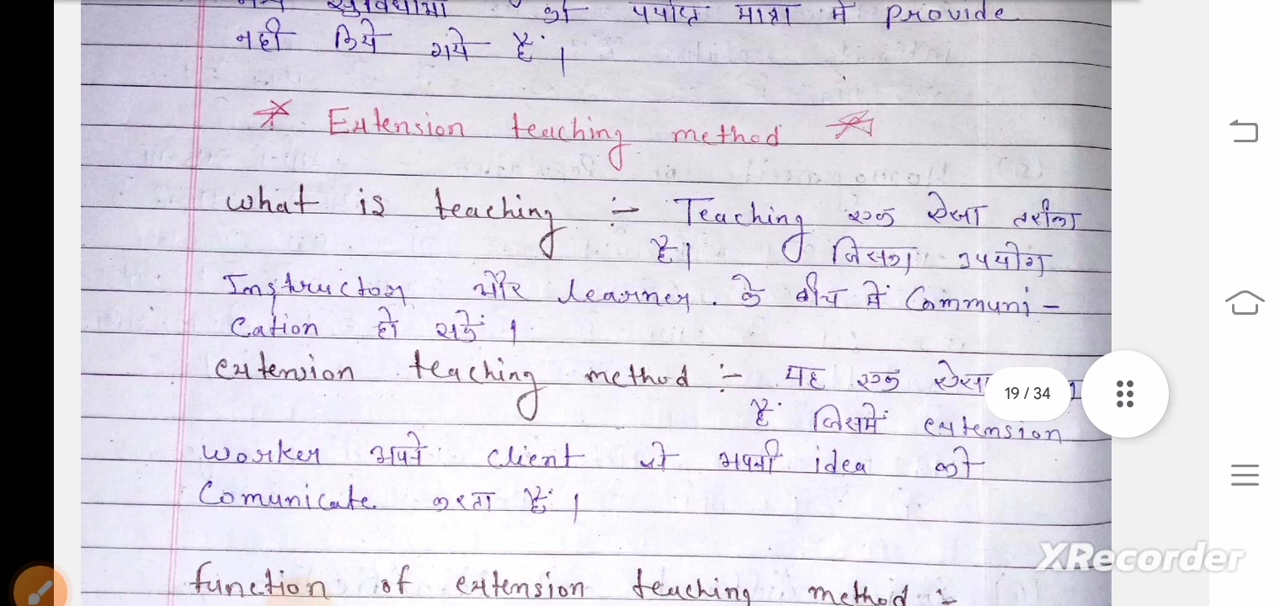 सुविधाओं को पर्याप्त मात्रा में provide
नही किये गये हैं।
Extension teaching method
what is teaching :- Teaching एक ऐसा तरीका
है। जिसका उपयोग
Instructor और learner. के बीच में Communi -
cation हो सकें।
extension teaching method :- यह एक ऐसा
19 / 34
हैं जिसमें extension
worker अपने client को अपनी idea को
Comunicate करता हैं।
function of extension teaching method :-
XRecorder